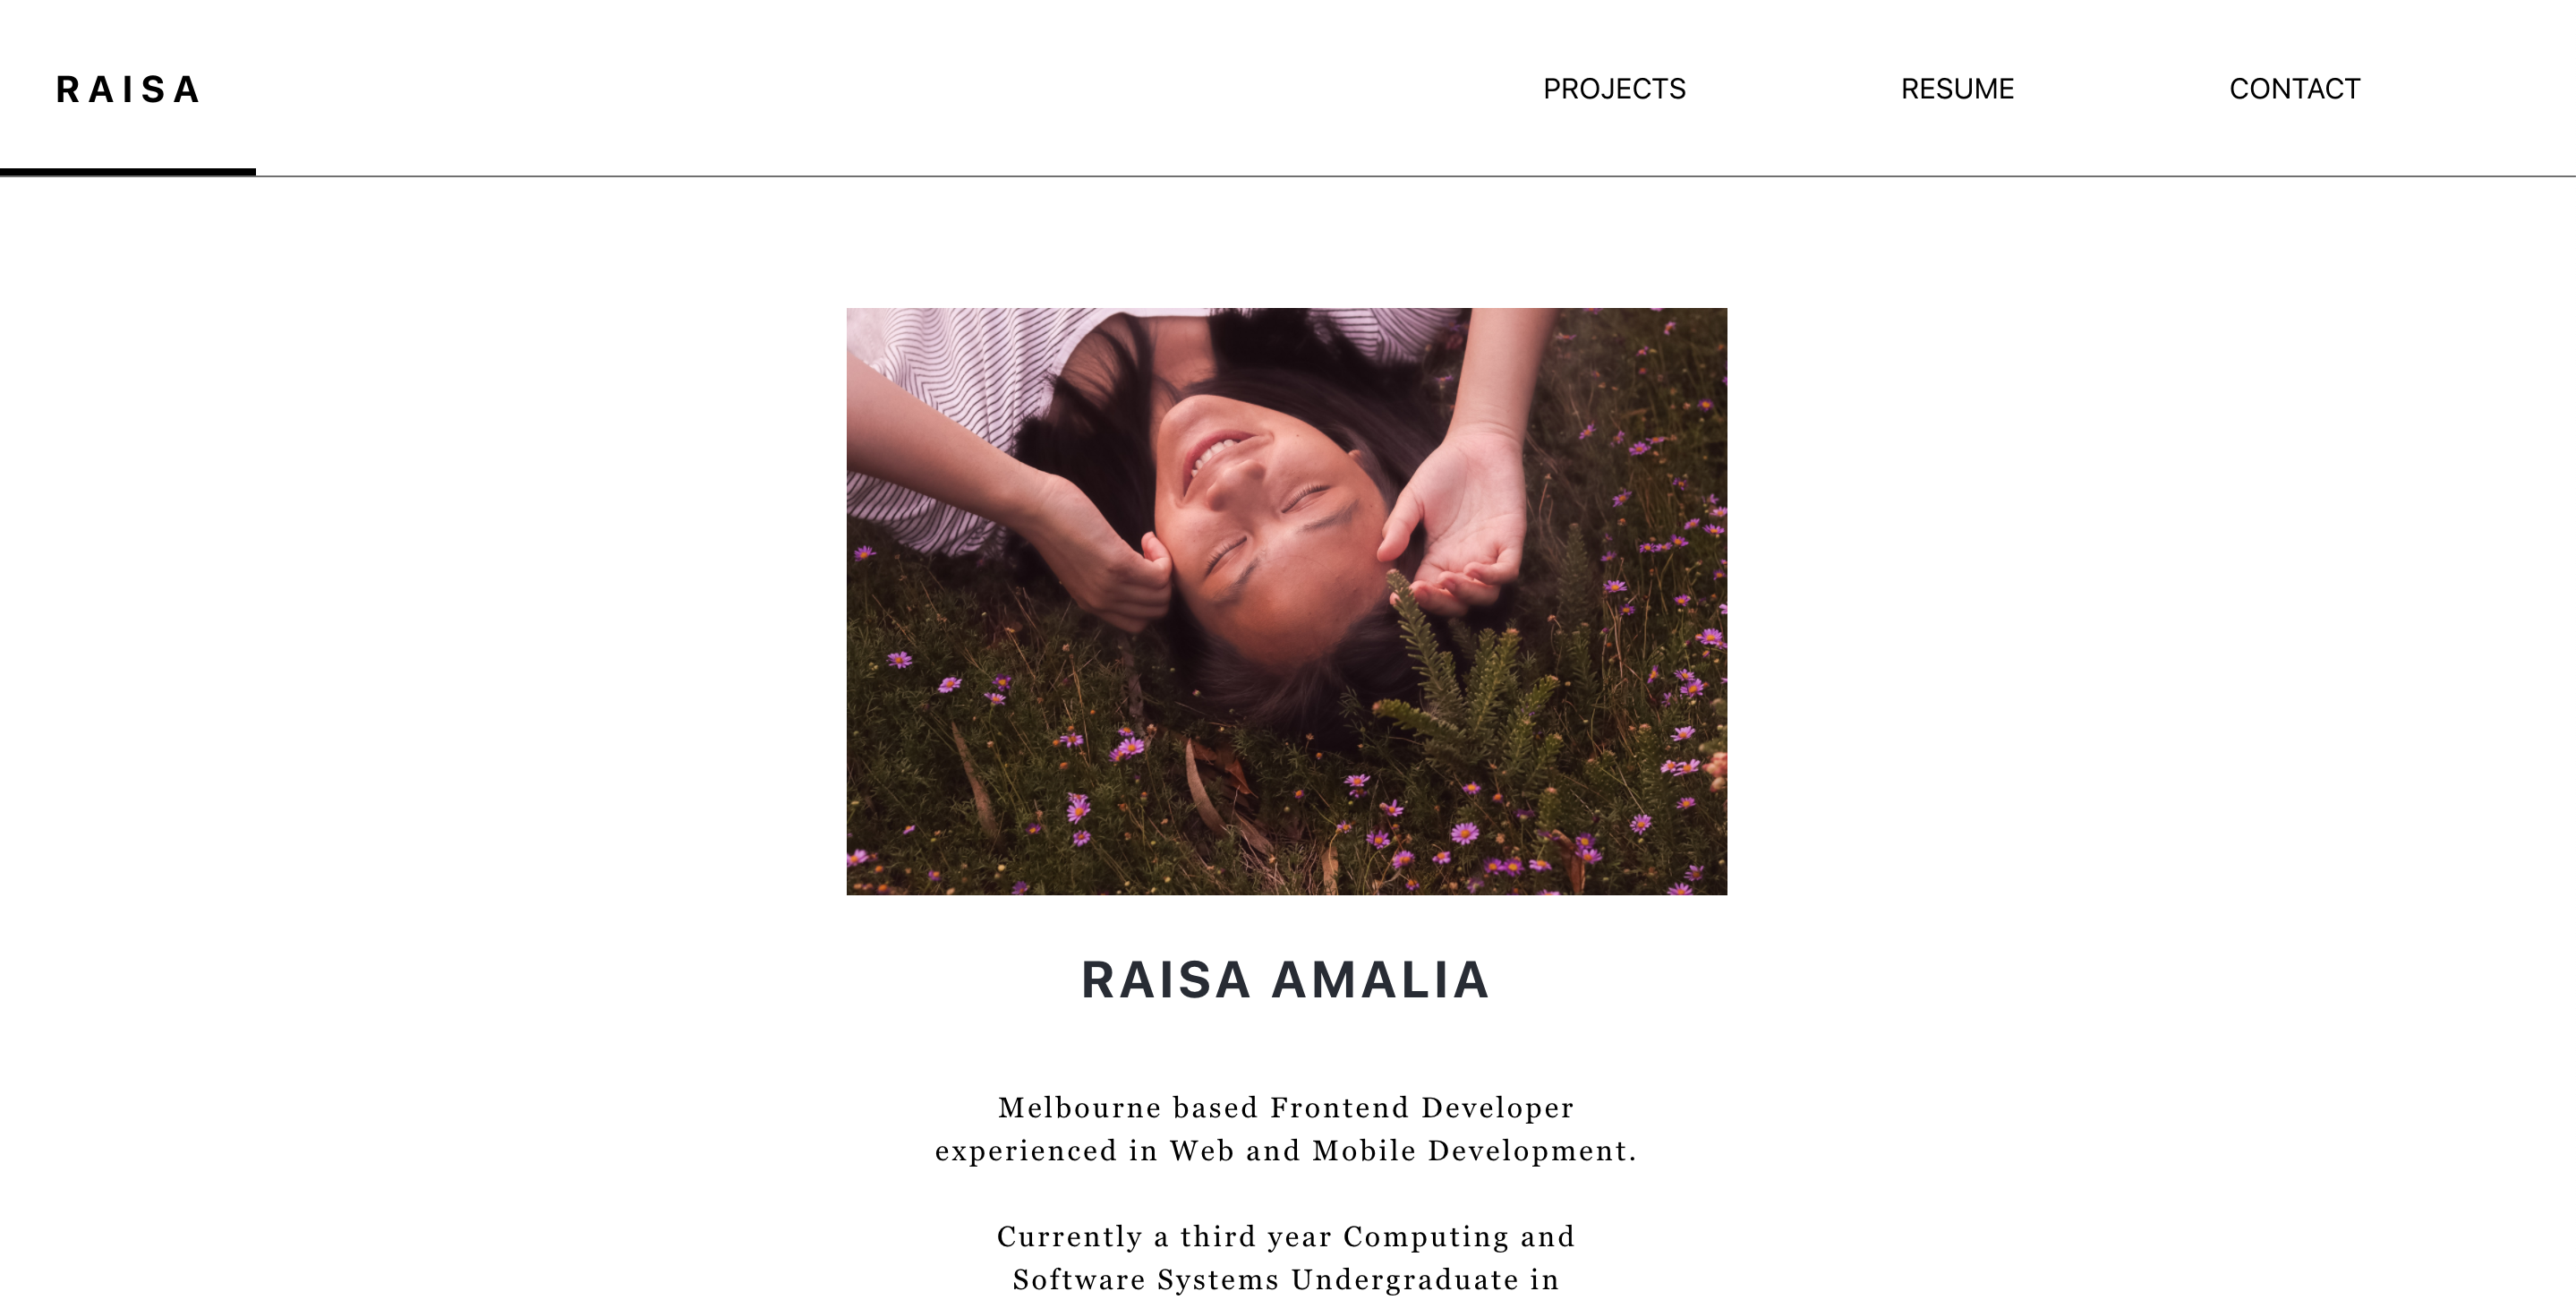 RAISA
PROJECTS RESUME CONTACT
RAISA AMALIA
Melbourne based Frontend Developer
experienced in Web and Mobile Development.
Currently a third year Computing and
Software Systems Undergraduate in